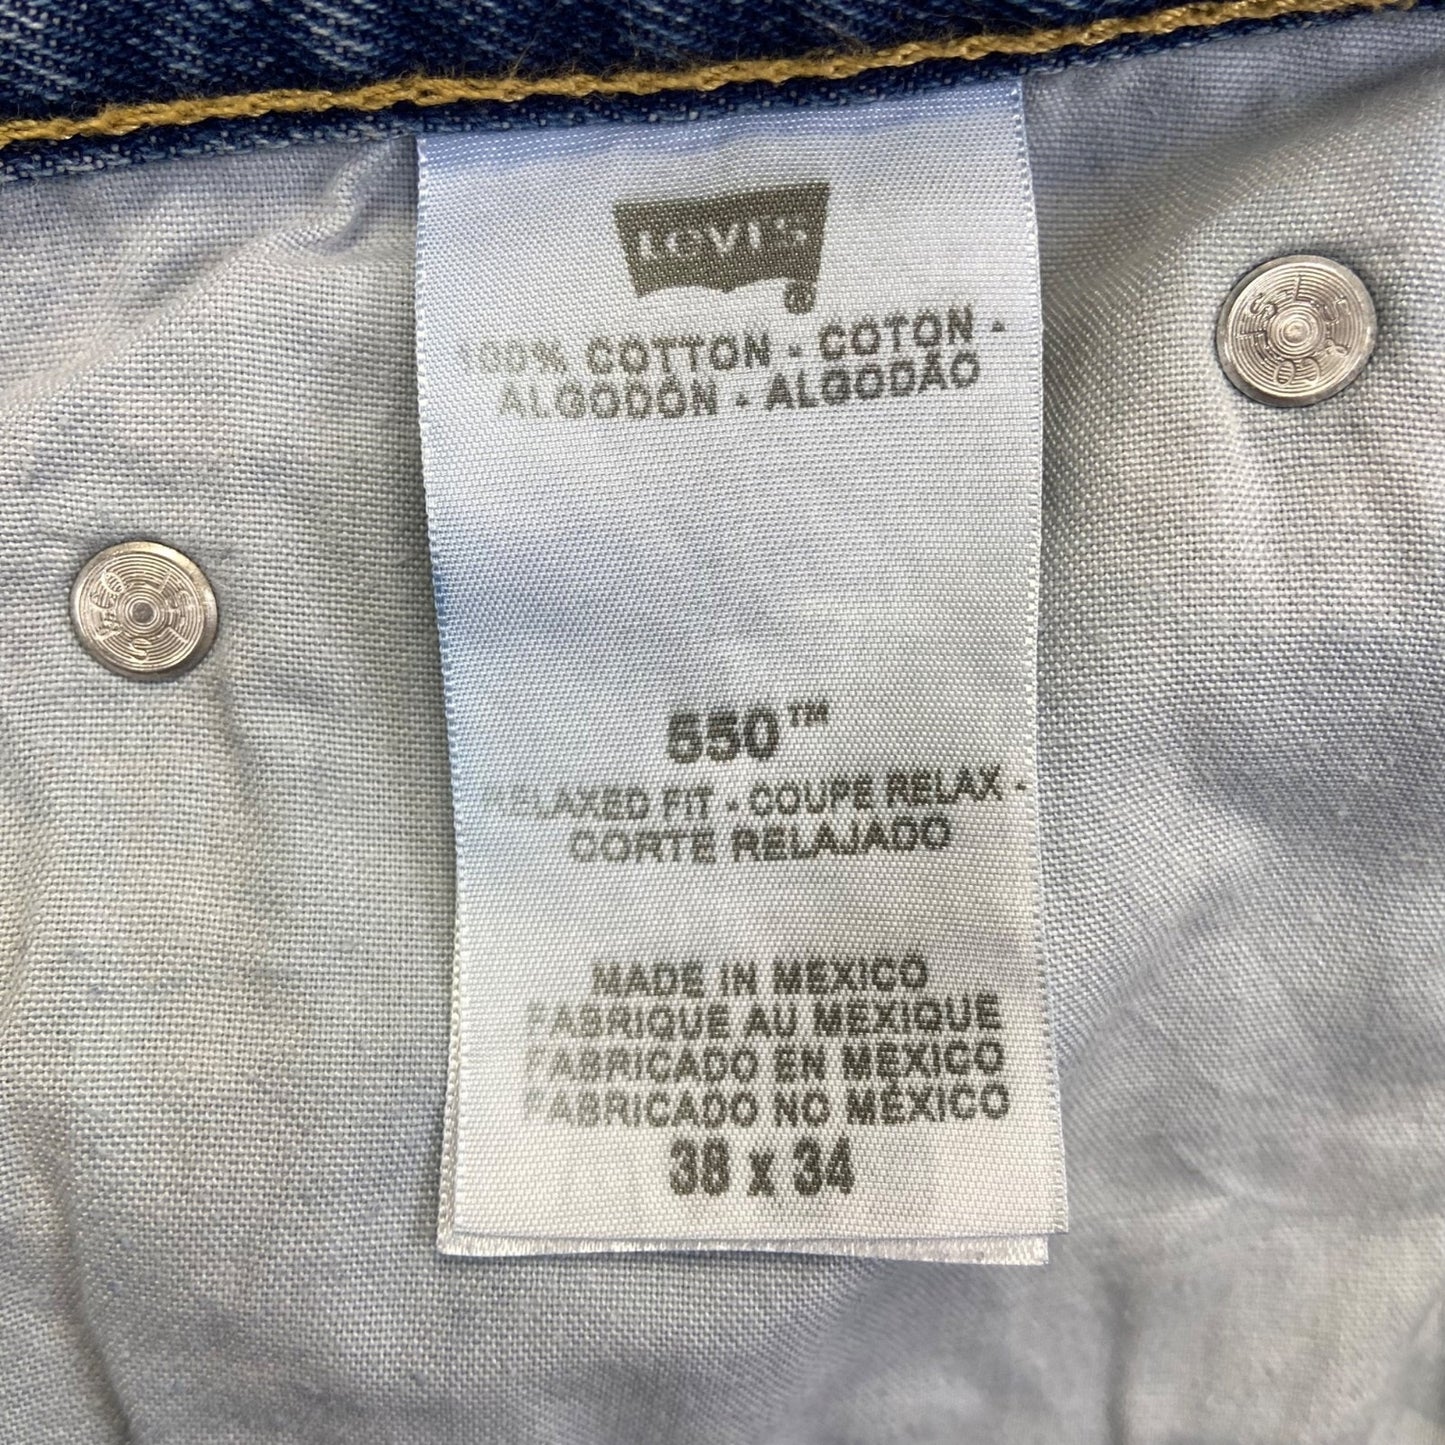 Levi's
®
100% COTTON - COTON -
ALGODÓN - ALGODÃO
550™
RELAXED FIT - COUPE RELAX -
CORTE RELAJADO
MADE IN MEXICO
FABRIQUE AU MEXIQUE
FABRICADO EN MEXICO
FABRICADO NO MÉXICO
38 x 34